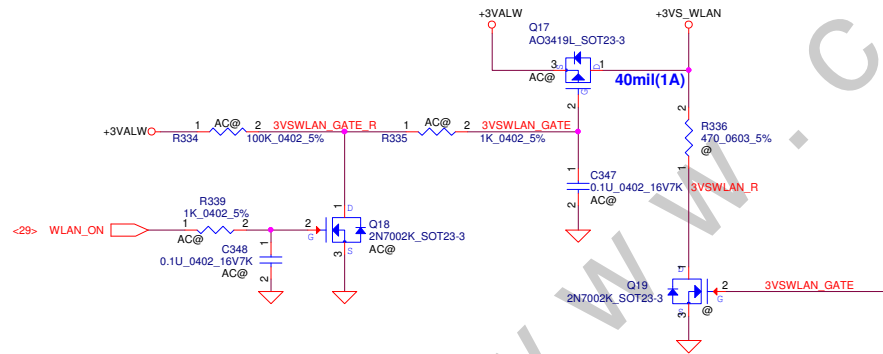 +3VALW
Q17
AO3419L_SOT23-3
+3VS_WLAN
3
S
D
1
AC@
G
2
40mil(1A)
+3VALW
1
AC@
2
3VSWLAN_GATE_R
R334
100K_0402_5%
1
AC@
2
3VSWLAN_GATE
R335
1K_0402_5%
2
R336
470_0603_5%
@
1
3VSWLAN_R
1
C347
0.1U_0402_16V7K
AC@
2
<29>
WLAN_ON
R339
1K_0402_5%
1
2
AC@
1
C348
0.1U_0402_16V7K
AC@
2
1
D
2
G
Q18
2N7002K_SOT23-3
AC@
3
S
1
D
Q19
2N7002K_SOT23-3
2
G
3VSWLAN_GATE
3
S
@
w w w . c